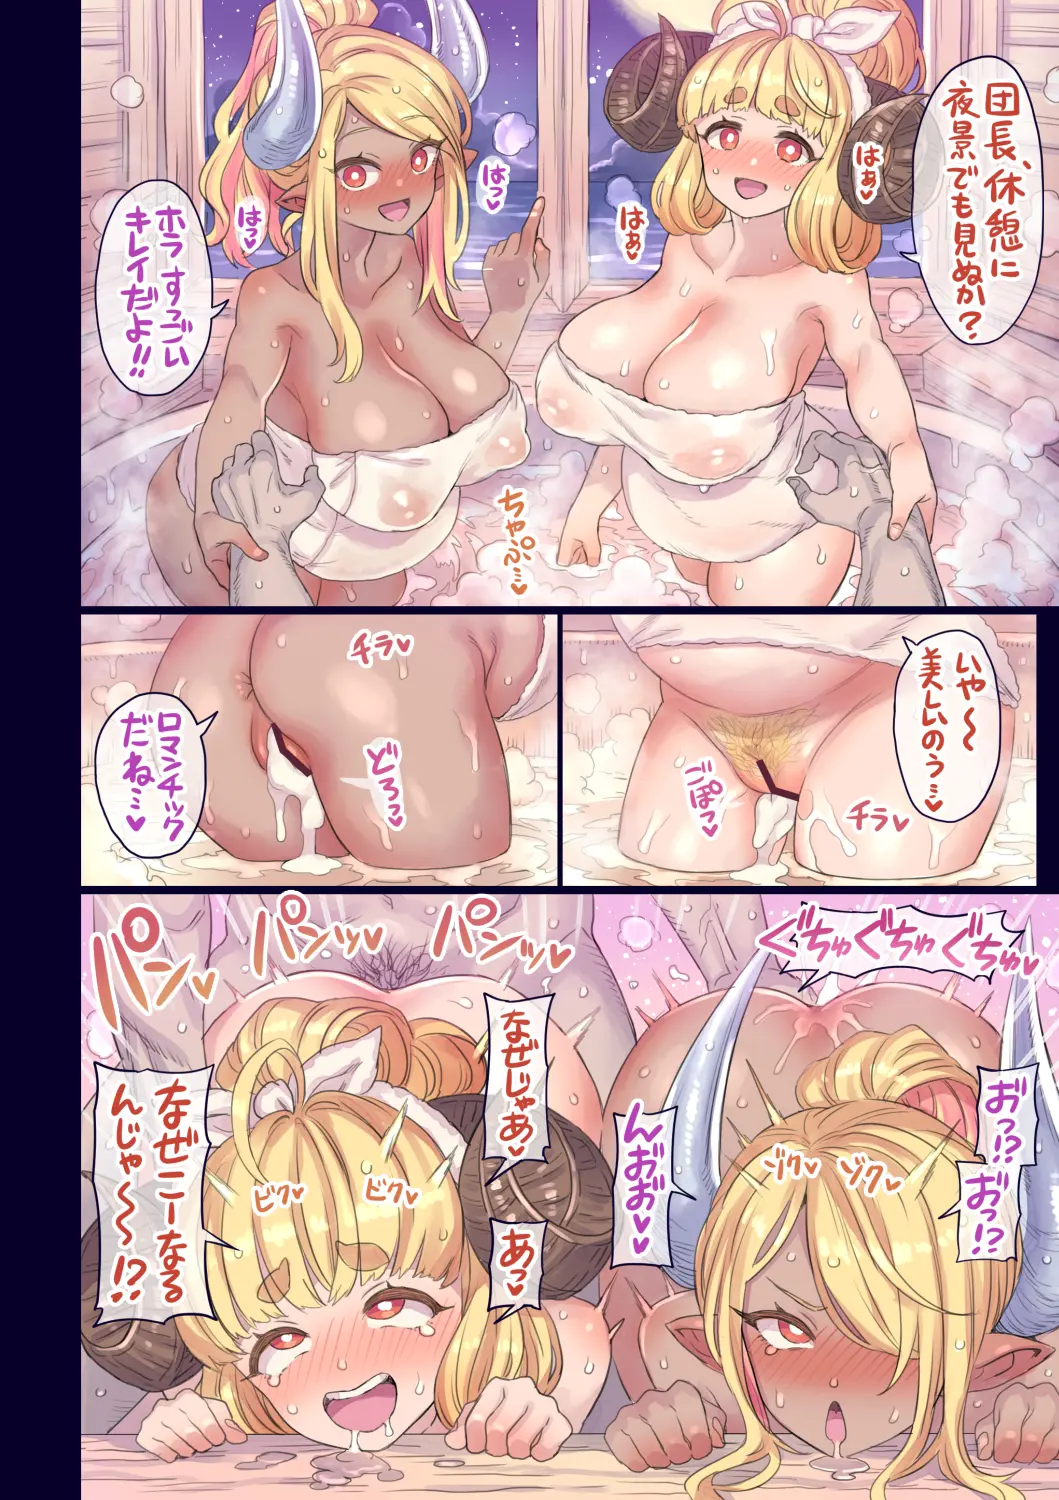 団長、休憩に
夜景でも見ぬか?
はぁ♥
はぁ♥
はっ♥
はっ♥
ホラ すっごい
キレイだよ!!
ちゃぷ…♥
いや～～
美しいのう…♥
ごぽっ♥
チラ♥
チラ♥
どろっ♥
ロマンチック
だね…♥
ぐちゅぐちゅぐちゅ♥
パンッ♥
パンッ♥
パン♥
おっ!?
おっ!?
ゾク♥
ゾク♥
んおお♥♥
なぜじゃあ♥
あっ♥
ビク♥
ビク♥
なぜこーなる
んじゃ～～!?